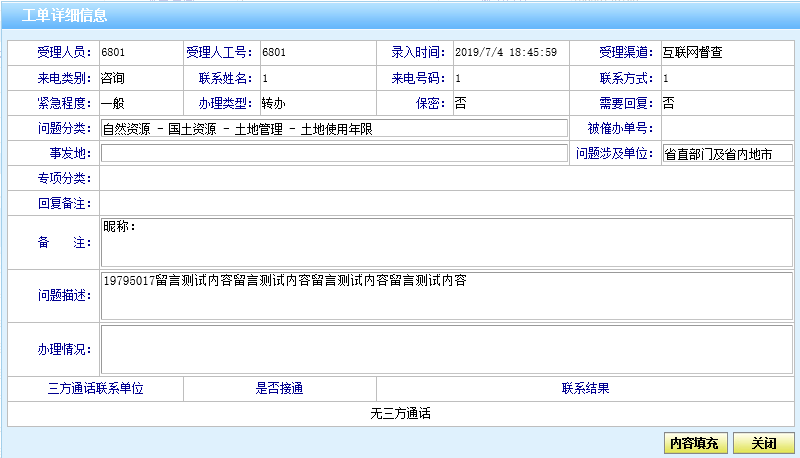 工单详细信息
受理人员： 6801 受理人工号： 6801 录入时间： 2019/7/4 18:45:59 受理渠道： 互联网督查
来电类别： 咨询 联系姓名： 1 来电号码： 1 联系方式： 1
紧急程度： 一般 办理类型： 转办 保密： 否 需要回复： 否
问题分类： 自然资源 - 国土资源 - 土地管理 - 土地使用年限 被催办单号：
事发地： 问题涉及单位： 省直部门及省内地市
专项分类：
回复备注：
备 注： 昵称：
问题描述： 19795017留言测试内容留言测试内容留言测试内容留言测试内容
办理情况：
三方通话联系单位 是否接通 联系结果
无三方通话
内容填充 关闭